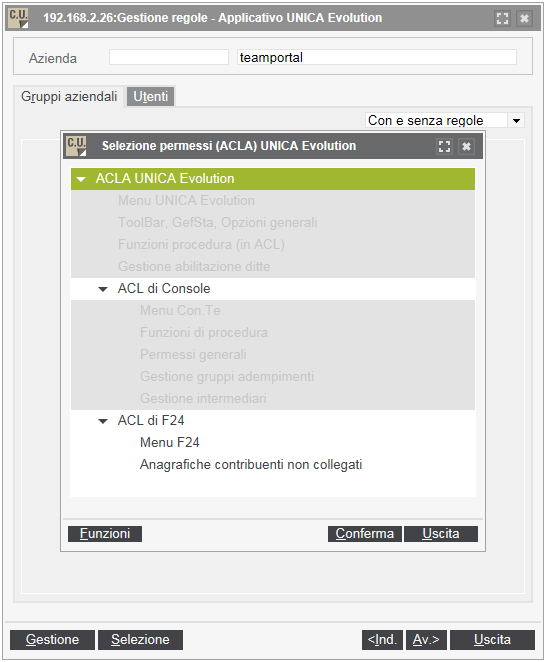 C.U. 192.168.2.26:Gestione regole - Applicativo UNICA Evolution
Azienda teamportal
Gruppi aziendali Utenti
Con e senza regole
C.U. Selezione permessi (ACLA) UNICA Evolution
ACLA UNICA Evolution
Menu UNICA Evolution
ToolBar, GefSta, Opzioni generali
Funzioni procedura (in ACL)
Gestione abilitazione ditte
ACL di Console
Menu Con.Te
Funzioni di procedura
Permessi generali
Gestione gruppi adempimenti
Gestione intermediari
ACL di F24
Menu F24
Anagrafiche contribuenti non collegati
Funzioni Conferma Uscita
Gestione Selezione <Ind. Av.> Uscita